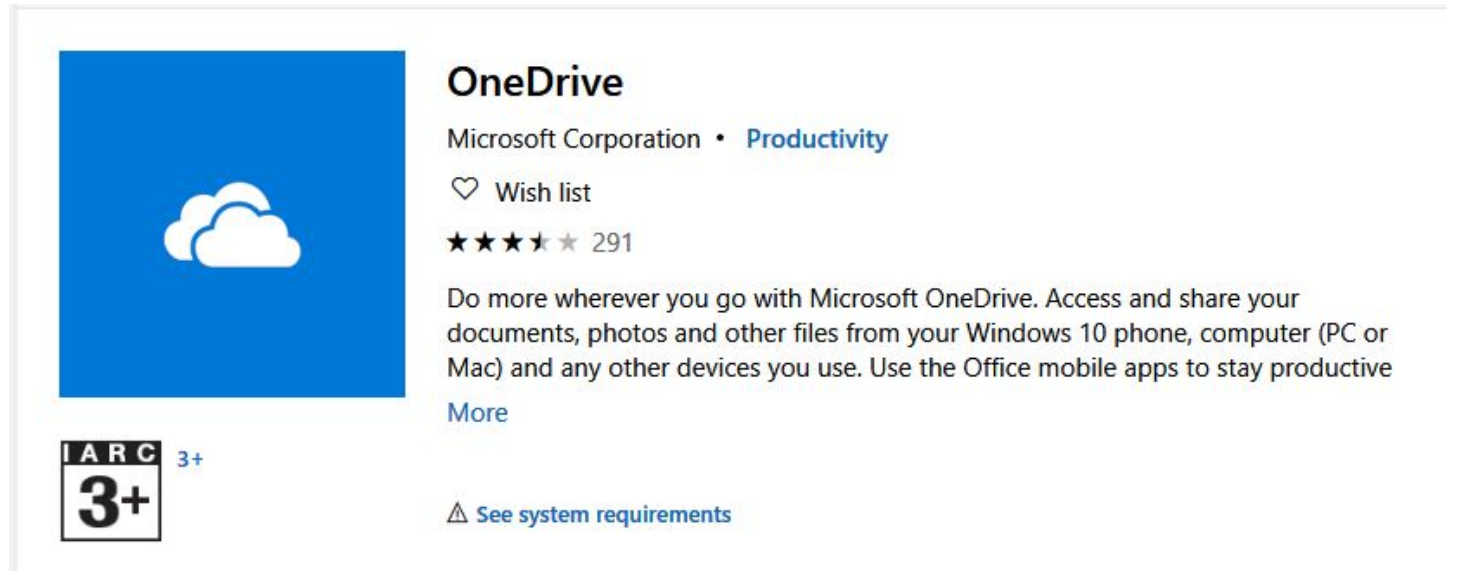 OneDrive
Microsoft Corporation • Productivity
Wish list
291
Do more wherever you go with Microsoft OneDrive. Access and share your
documents, photos and other files from your Windows 10 phone, computer (PC or
Mac) and any other devices you use. Use the Office mobile apps to stay productive
More
IARC
3+
3+
See system requirements